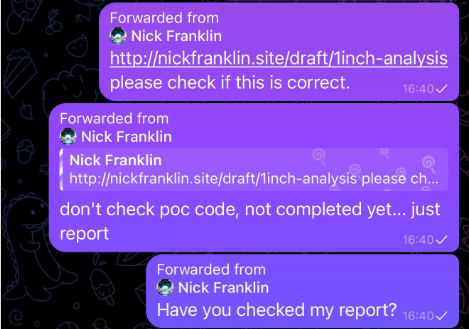 Forwarded from
Nick Franklin
http://nickfranklin.site/draft/1inch-analysis
please check if this is correct.
16:40
Forwarded from
Nick Franklin
Nick Franklin
http://nickfranklin.site/draft/1inch-analysis please ch...
don't check poc code, not completed yet... just
report
16:40
Forwarded from
Nick Franklin
Have you checked my report?
16:40